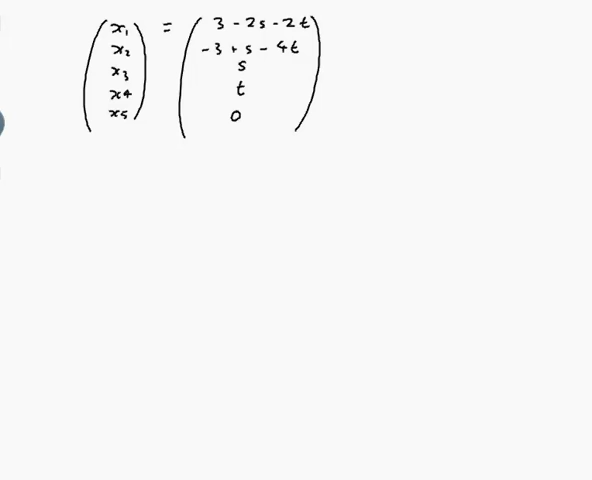 x₁ = 3 - 2s - 2t
x₂ -3 + s - 4t
x₃ s
x₄ t
x₅ 0